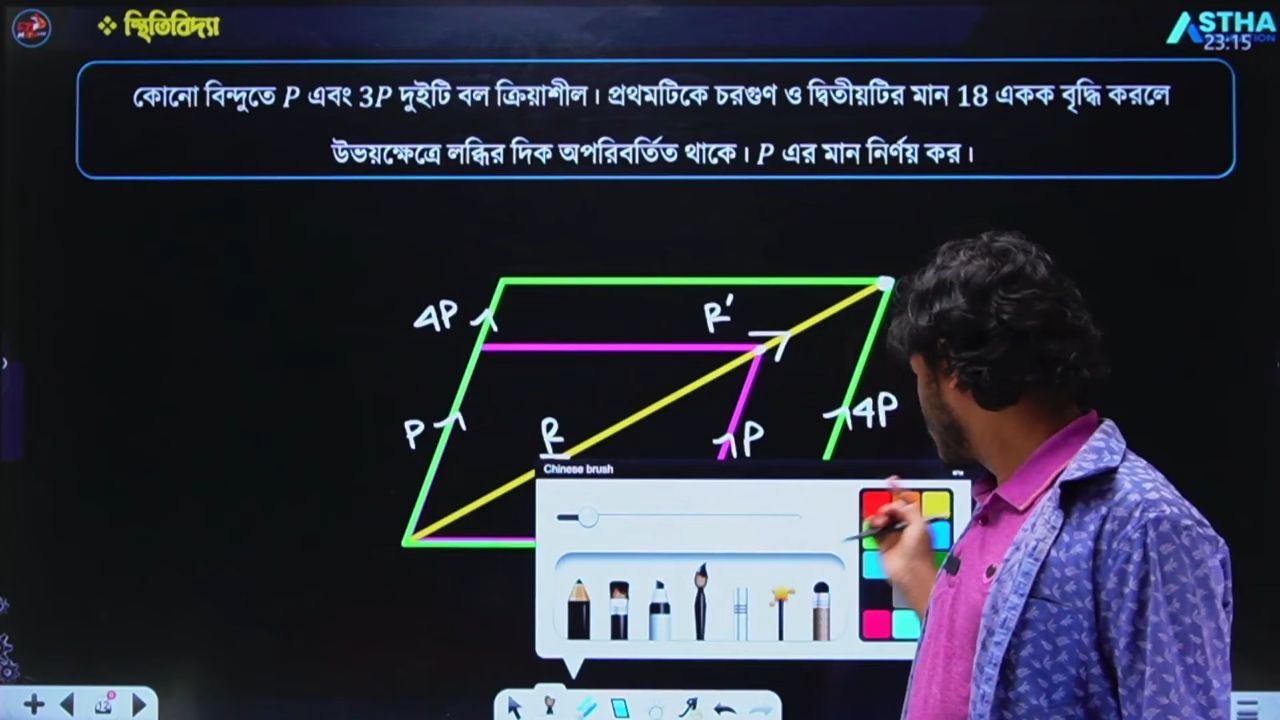 ❖ স্থিতিবিদ্যা
ASTHA
23:15
কোনো বিন্দুতে P এবং 3P দুইটি বল ক্রিয়াশীল। প্রথমটিকে চরগুণ ও দ্বিতীয়টির মান 18 একক বৃদ্ধি করলে
উভয়ক্ষেত্রে লব্ধির দিক অপরিবর্তিত থাকে। P এর মান নির্ণয় কর।
4P
R'
P
R
P
4P
Chinese brush